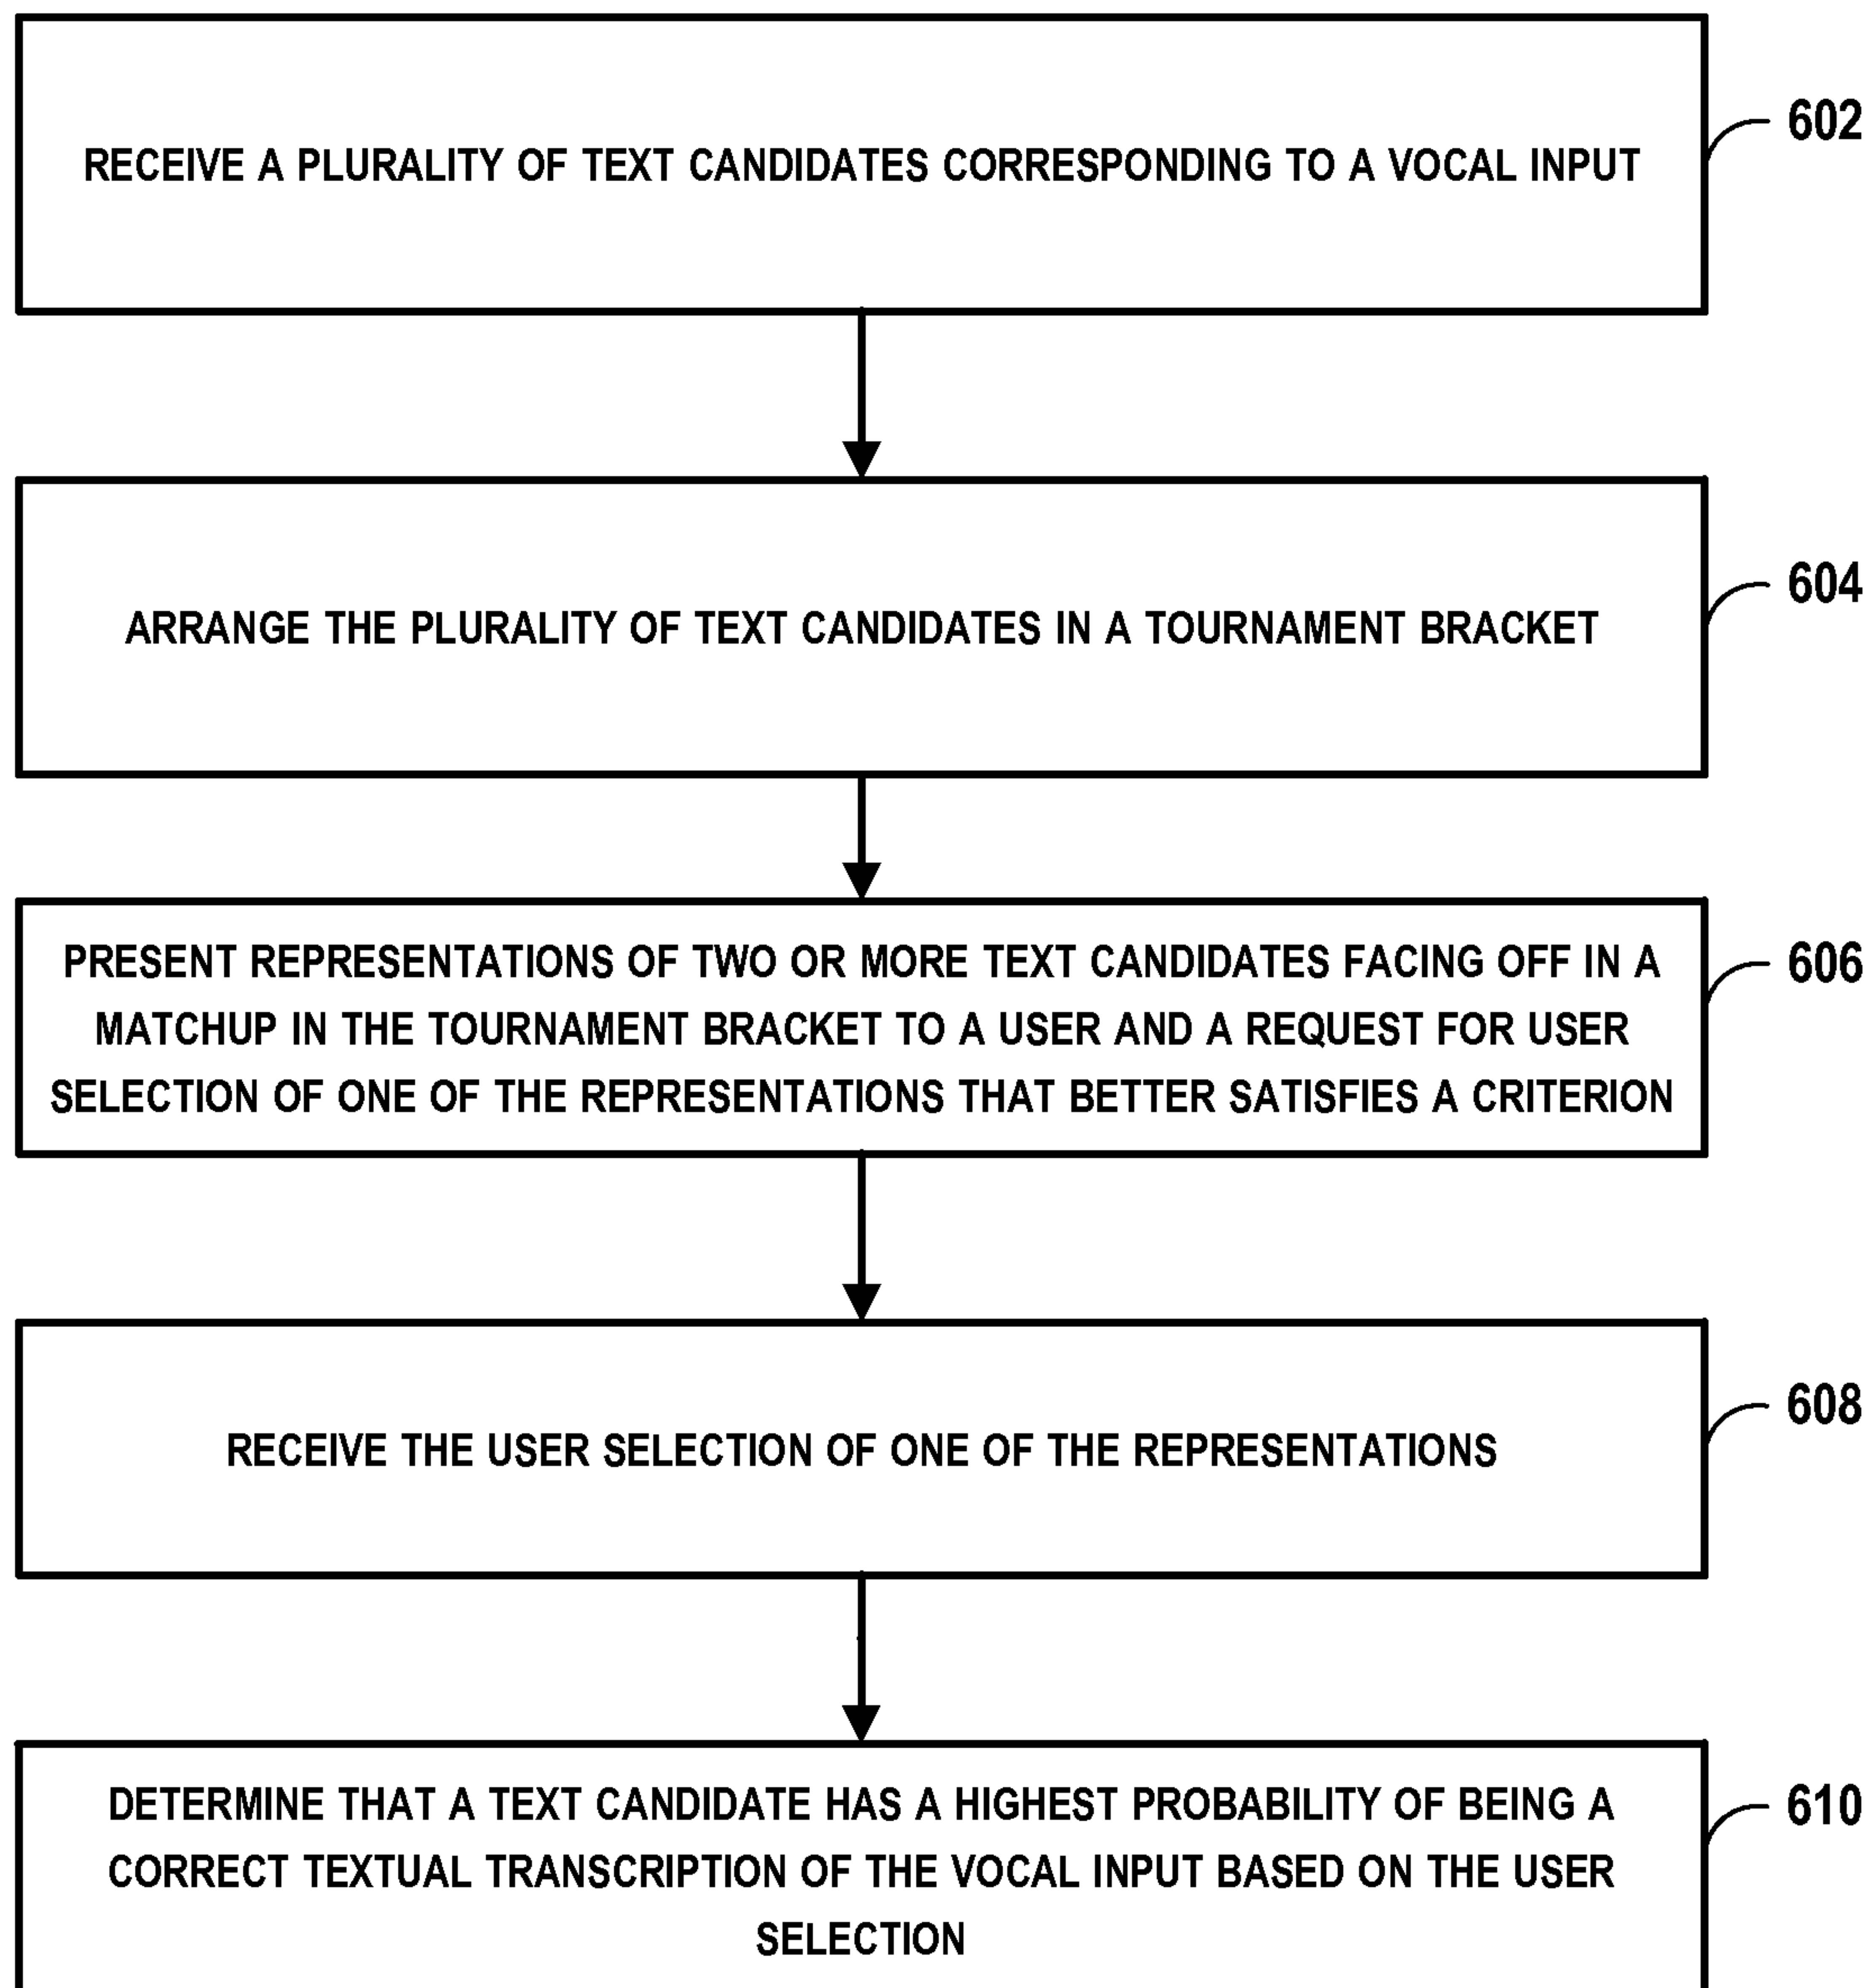 RECEIVE A PLURALITY OF TEXT CANDIDATES CORRESPONDING TO A VOCAL INPUT
602
ARRANGE THE PLURALITY OF TEXT CANDIDATES IN A TOURNAMENT BRACKET
604
PRESENT REPRESENTATIONS OF TWO OR MORE TEXT CANDIDATES FACING OFF IN A
MATCHUP IN THE TOURNAMENT BRACKET TO A USER AND A REQUEST FOR USER
SELECTION OF ONE OF THE REPRESENTATIONS THAT BETTER SATISFIES A CRITERION
606
RECEIVE THE USER SELECTION OF ONE OF THE REPRESENTATIONS
608
DETERMINE THAT A TEXT CANDIDATE HAS A HIGHEST PROBABILITY OF BEING A
CORRECT TEXTUAL TRANSCRIPTION OF THE VOCAL INPUT BASED ON THE USER
SELECTION
610